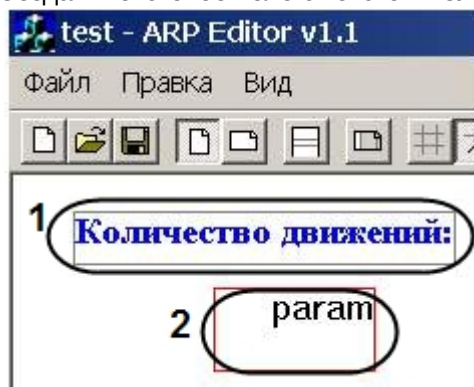 test - ARP Editor v1.1
Файл Правка Вид
1
Количество движений:
2
param